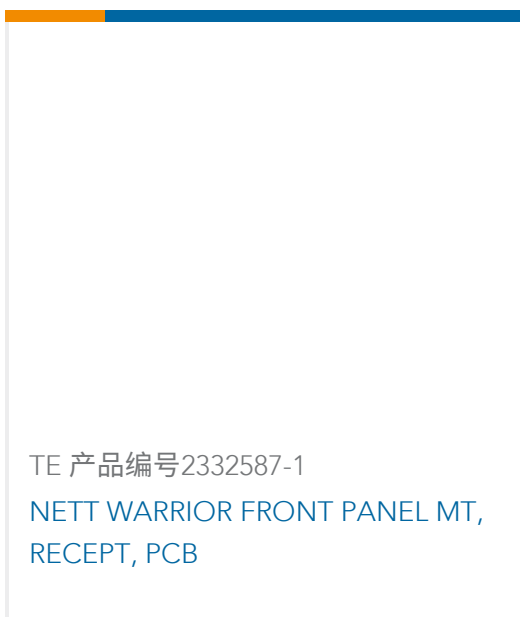 TE 产品编号2332587-1
NETT WARRIOR FRONT PANEL MT,
RECEPT, PCB